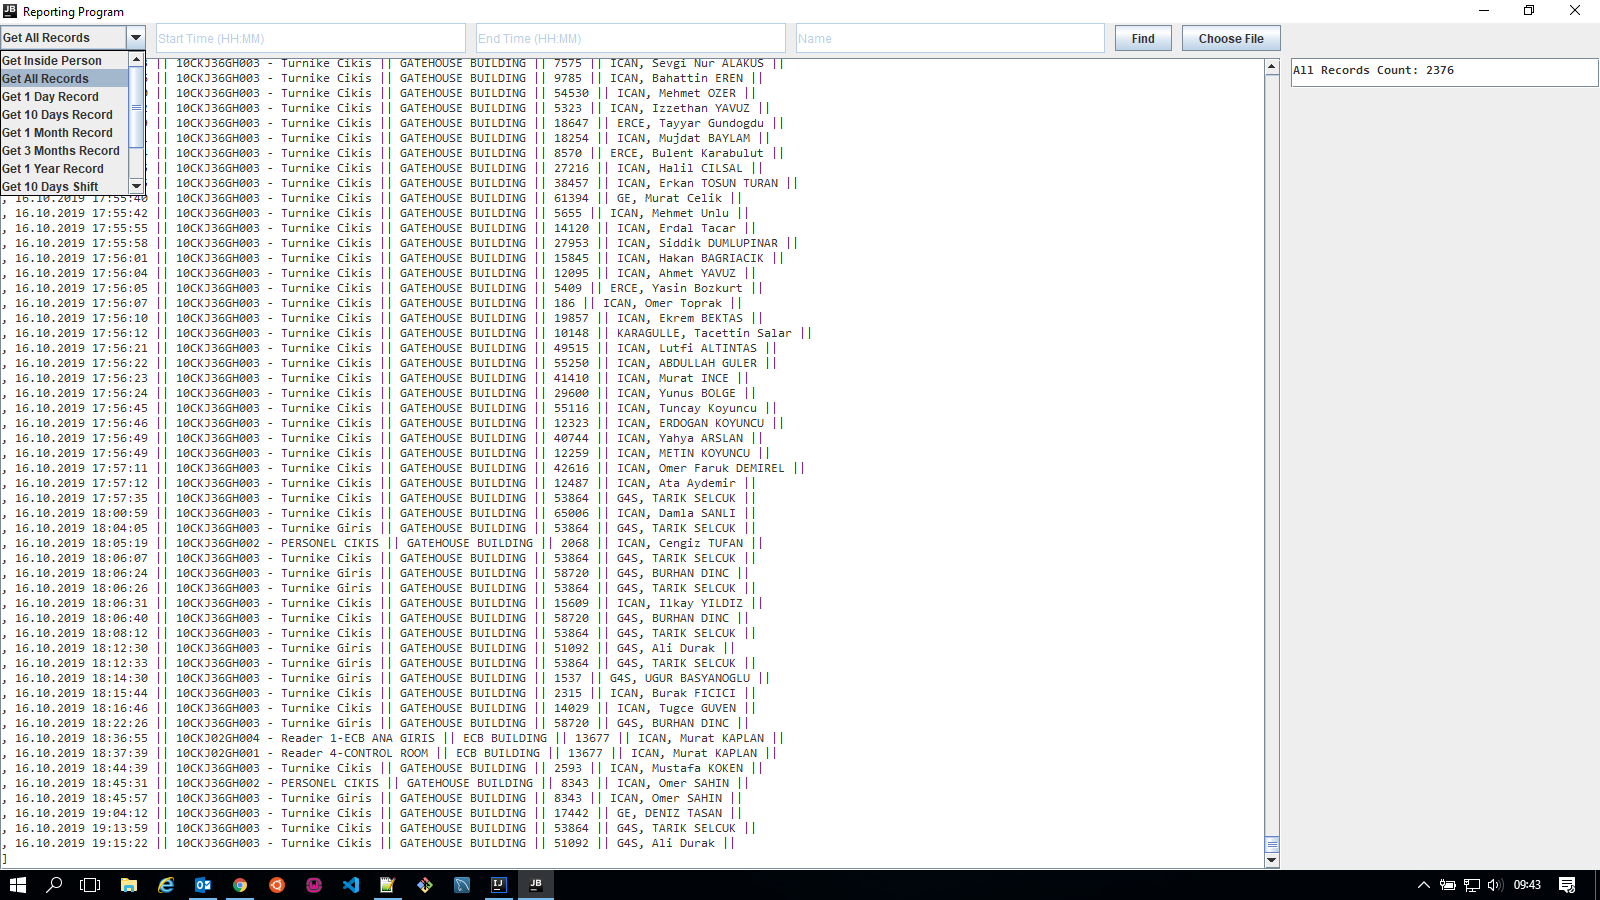 Reporting Program
Get All Records
Start Time (HH:MM)
End Time (HH:MM)
Name
Find
Choose File
Get Inside Person
Get All Records
Get 1 Day Record
Get 10 Days Record
Get 1 Month Record
Get 3 Months Record
Get 1 Year Record
Get 10 Days Shift
All Records Count: 2376
|| 10CKJ36GH003 - Turnike Cikis || GATEHOUSE BUILDING || 7575 || ICAN, Sevgi Nur ALAKUS ||
|| 10CKJ36GH003 - Turnike Cikis || GATEHOUSE BUILDING || 9785 || ICAN, Bahattin EREN ||
|| 10CKJ36GH003 - Turnike Cikis || GATEHOUSE BUILDING || 54530 || ICAN, Mehmet OZER ||
|| 10CKJ36GH003 - Turnike Cikis || GATEHOUSE BUILDING || 5323 || ICAN, Izzethan YAVUZ ||
|| 10CKJ36GH003 - Turnike Cikis || GATEHOUSE BUILDING || 18647 || ERCE, Tayyar Gundogdu ||
|| 10CKJ36GH003 - Turnike Cikis || GATEHOUSE BUILDING || 18254 || ICAN, Mujdat BAYLAM ||
|| 10CKJ36GH003 - Turnike Cikis || GATEHOUSE BUILDING || 8570 || ERCE, Bulent Karabulut ||
|| 10CKJ36GH003 - Turnike Cikis || GATEHOUSE BUILDING || 27216 || ICAN, Halil CILSAL ||
|| 10CKJ36GH003 - Turnike Cikis || GATEHOUSE BUILDING || 38457 || ICAN, Erkan TOSUN TURAN ||
, 16.10.2019 17:55:40 || 10CKJ36GH003 - Turnike Cikis || GATEHOUSE BUILDING || 61394 || GE, Murat Celik ||
, 16.10.2019 17:55:42 || 10CKJ36GH003 - Turnike Cikis || GATEHOUSE BUILDING || 5655 || ICAN, Mehmet Unlu ||
, 16.10.2019 17:55:55 || 10CKJ36GH003 - Turnike Cikis || GATEHOUSE BUILDING || 14120 || ICAN, Erdal Tacar ||
, 16.10.2019 17:55:58 || 10CKJ36GH003 - Turnike Cikis || GATEHOUSE BUILDING || 27953 || ICAN, Siddik DUMLUPINAR ||
, 16.10.2019 17:56:01 || 10CKJ36GH003 - Turnike Cikis || GATEHOUSE BUILDING || 15845 || ICAN, Hakan BAGRIACIK ||
, 16.10.2019 17:56:04 || 10CKJ36GH003 - Turnike Cikis || GATEHOUSE BUILDING || 12095 || ICAN, Ahmet YAVUZ ||
, 16.10.2019 17:56:05 || 10CKJ36GH003 - Turnike Cikis || GATEHOUSE BUILDING || 5409 || ERCE, Yasin Bozkurt ||
, 16.10.2019 17:56:07 || 10CKJ36GH003 - Turnike Cikis || GATEHOUSE BUILDING || 186 || ICAN, Omer Toprak ||
, 16.10.2019 17:56:10 || 10CKJ36GH003 - Turnike Cikis || GATEHOUSE BUILDING || 19857 || ICAN, Ekrem BEKTAS ||
, 16.10.2019 17:56:12 || 10CKJ36GH003 - Turnike Cikis || GATEHOUSE BUILDING || 10148 || KARAGULLE, Tacettin Salar ||
, 16.10.2019 17:56:21 || 10CKJ36GH003 - Turnike Cikis || GATEHOUSE BUILDING || 49515 || ICAN, Lutfi ALTINTAS ||
, 16.10.2019 17:56:22 || 10CKJ36GH003 - Turnike Cikis || GATEHOUSE BUILDING || 55250 || ICAN, ABDULLAH GULER ||
, 16.10.2019 17:56:23 || 10CKJ36GH003 - Turnike Cikis || GATEHOUSE BUILDING || 41410 || ICAN, Murat INCE ||
, 16.10.2019 17:56:24 || 10CKJ36GH003 - Turnike Cikis || GATEHOUSE BUILDING || 29600 || ICAN, Yunus BOLGE ||
, 16.10.2019 17:56:45 || 10CKJ36GH003 - Turnike Cikis || GATEHOUSE BUILDING || 55116 || ICAN, Tuncay Koyuncu ||
, 16.10.2019 17:56:46 || 10CKJ36GH003 - Turnike Cikis || GATEHOUSE BUILDING || 12323 || ICAN, ERDOGAN KOYUNCU ||
, 16.10.2019 17:56:49 || 10CKJ36GH003 - Turnike Cikis || GATEHOUSE BUILDING || 40744 || ICAN, Yahya ARSLAN ||
, 16.10.2019 17:56:49 || 10CKJ36GH003 - Turnike Cikis || GATEHOUSE BUILDING || 12259 || ICAN, METIN KOYUNCU ||
, 16.10.2019 17:57:11 || 10CKJ36GH003 - Turnike Cikis || GATEHOUSE BUILDING || 42616 || ICAN, Omer Faruk DEMIREL ||
, 16.10.2019 17:57:12 || 10CKJ36GH003 - Turnike Cikis || GATEHOUSE BUILDING || 12487 || ICAN, Ata Aydemir ||
, 16.10.2019 17:57:35 || 10CKJ36GH003 - Turnike Cikis || GATEHOUSE BUILDING || 53864 || G4S, TARIK SELCUK ||
, 16.10.2019 18:00:59 || 10CKJ36GH003 - Turnike Cikis || GATEHOUSE BUILDING || 65006 || ICAN, Damla SANLI ||
, 16.10.2019 18:04:05 || 10CKJ36GH003 - Turnike Giris || GATEHOUSE BUILDING || 53864 || G4S, TARIK SELCUK ||
, 16.10.2019 18:05:19 || 10CKJ36GH002 - PERSONEL CIKIS || GATEHOUSE BUILDING || 2068 || ICAN, Cengiz TUFAN ||
, 16.10.2019 18:06:07 || 10CKJ36GH003 - Turnike Cikis || GATEHOUSE BUILDING || 53864 || G4S, TARIK SELCUK ||
, 16.10.2019 18:06:24 || 10CKJ36GH003 - Turnike Giris || GATEHOUSE BUILDING || 58720 || G4S, BURHAN DINC ||
, 16.10.2019 18:06:26 || 10CKJ36GH003 - Turnike Giris || GATEHOUSE BUILDING || 53864 || G4S, TARIK SELCUK ||
, 16.10.2019 18:06:31 || 10CKJ36GH003 - Turnike Cikis || GATEHOUSE BUILDING || 15609 || ICAN, Ilkay YILDIZ ||
, 16.10.2019 18:06:40 || 10CKJ36GH003 - Turnike Cikis || GATEHOUSE BUILDING || 58720 || G4S, BURHAN DINC ||
, 16.10.2019 18:08:12 || 10CKJ36GH003 - Turnike Cikis || GATEHOUSE BUILDING || 53864 || G4S, TARIK SELCUK ||
, 16.10.2019 18:12:30 || 10CKJ36GH003 - Turnike Giris || GATEHOUSE BUILDING || 51092 || G4S, Ali Durak ||
, 16.10.2019 18:12:33 || 10CKJ36GH003 - Turnike Giris || GATEHOUSE BUILDING || 53864 || G4S, TARIK SELCUK ||
, 16.10.2019 18:14:30 || 10CKJ36GH003 - Turnike Giris || GATEHOUSE BUILDING || 1537 || G4S, UGUR BASYANOGLU ||
, 16.10.2019 18:15:44 || 10CKJ36GH003 - Turnike Cikis || GATEHOUSE BUILDING || 2315 || ICAN, Burak FICICI ||
, 16.10.2019 18:16:46 || 10CKJ36GH003 - Turnike Cikis || GATEHOUSE BUILDING || 14029 || ICAN, Tugce GUVEN ||
, 16.10.2019 18:22:26 || 10CKJ36GH003 - Turnike Giris || GATEHOUSE BUILDING || 58720 || G4S, BURHAN DINC ||
, 16.10.2019 18:36:55 || 10CKJ02GH004 - Reader 1-ECB ANA GIRIS || ECB BUILDING || 13677 || ICAN, Murat KAPLAN ||
, 16.10.2019 18:37:39 || 10CKJ02GH001 - Reader 4-CONTROL ROOM || ECB BUILDING || 13677 || ICAN, Murat KAPLAN ||
, 16.10.2019 18:44:39 || 10CKJ36GH003 - Turnike Cikis || GATEHOUSE BUILDING || 2593 || ICAN, Mustafa KOKEN ||
, 16.10.2019 18:45:31 || 10CKJ36GH002 - PERSONEL CIKIS || GATEHOUSE BUILDING || 8343 || ICAN, Omer SAHIN ||
, 16.10.2019 18:45:57 || 10CKJ36GH003 - Turnike Giris || GATEHOUSE BUILDING || 8343 || ICAN, Omer SAHIN ||
, 16.10.2019 19:04:12 || 10CKJ36GH003 - Turnike Cikis || GATEHOUSE BUILDING || 17442 || GE, DENIZ TASAN ||
, 16.10.2019 19:13:59 || 10CKJ36GH003 - Turnike Cikis || GATEHOUSE BUILDING || 53864 || G4S, TARIK SELCUK ||
, 16.10.2019 19:15:22 || 10CKJ36GH003 - Turnike Cikis || GATEHOUSE BUILDING || 51092 || G4S, Ali Durak ||
]
09:43